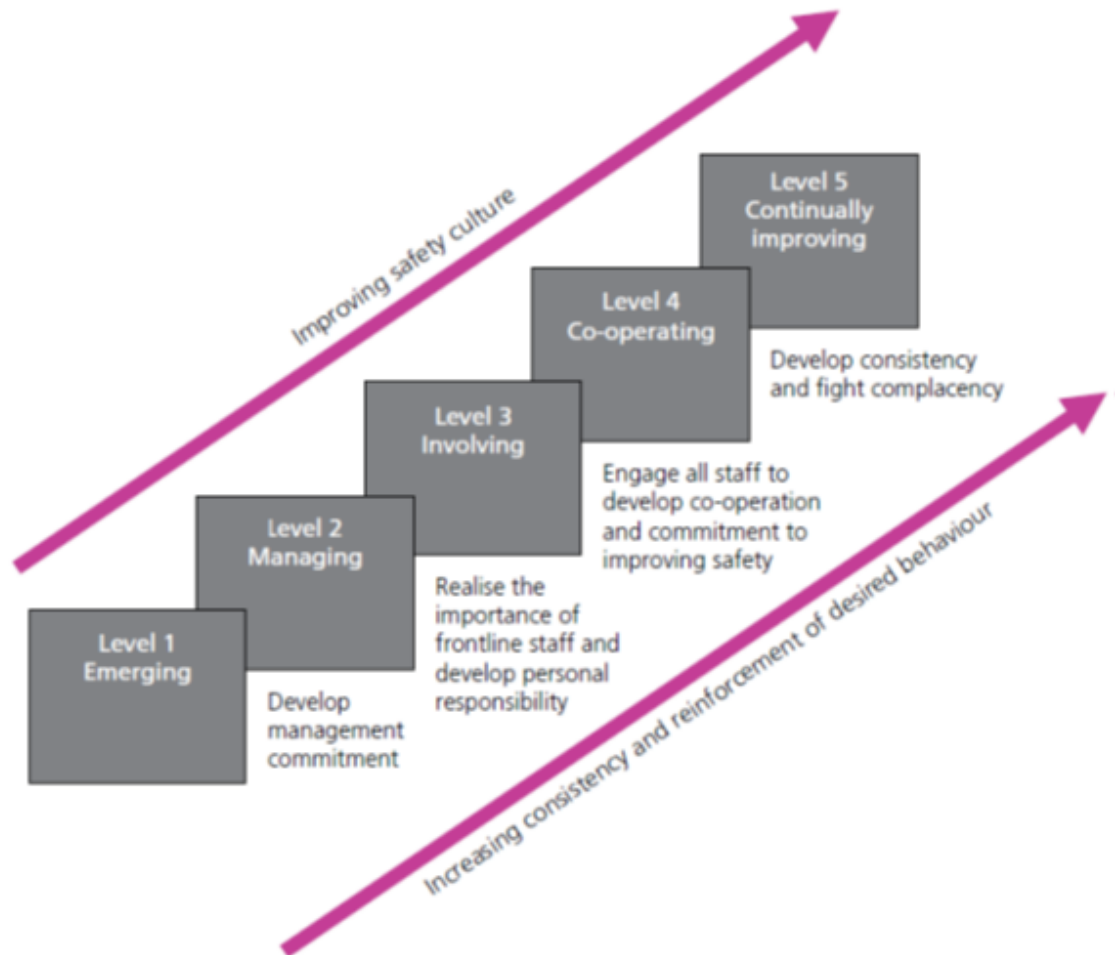 Improving safety culture
Level 5
Continually
improving
Level 4
Co-operating
Develop consistency
and fight complacency
Level 3
Involving
Engage all staff to
develop co-operation
and commitment to
improving safety
Level 2
Managing
Realise the
importance of
frontline staff and
develop personal
responsibility
Level 1
Emerging
Develop
management
commitment
Increasing consistency and reinforcement of desired behaviour